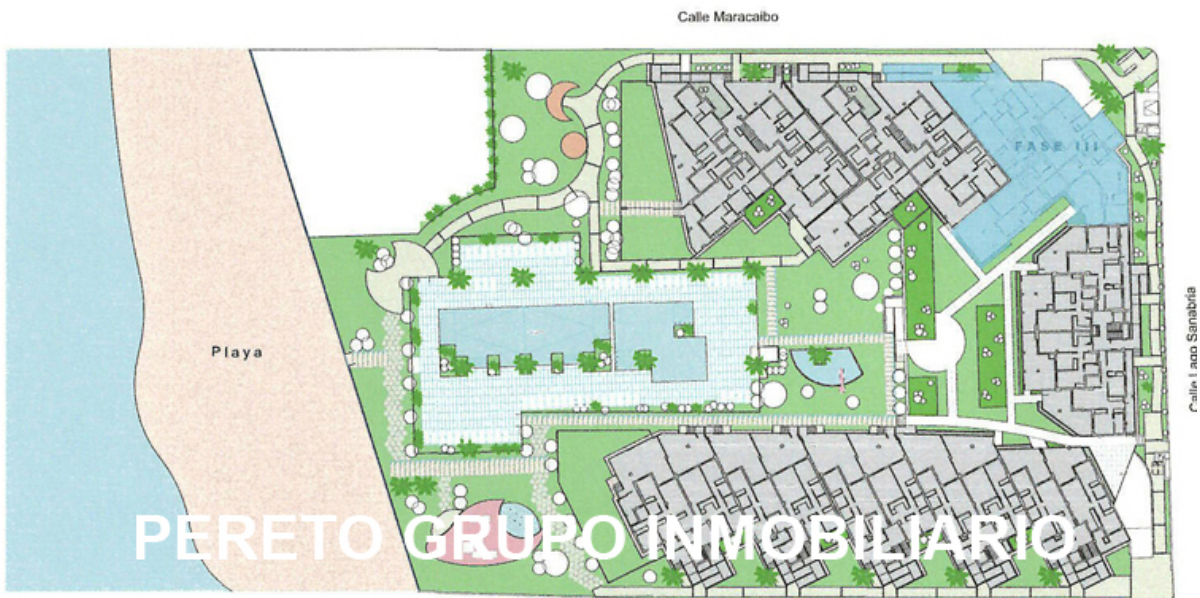 Calle Maracaibo
FASE III
Playa
Calle Lago Sanabria
PERETO GRUPO INMOBILIARIO